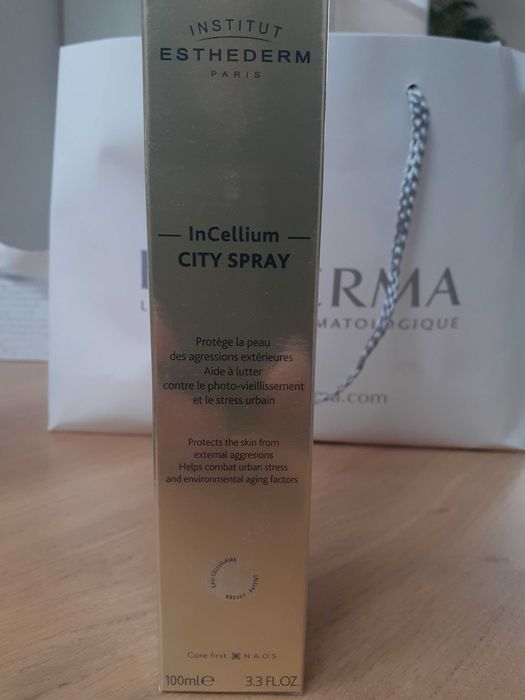 INSTITUT
ESTHEDERM
PARIS
InCellium
CITY SPRAY
ERMA
MATOLOGIQUE
Protège la peau
des agressions extérieures
Aide à lutter
contre le photo-vieillissement
et le stress urbain
.com
Protects the skin from
external aggresions
Helps combat urban stress
and environmental aging factors
EAU CELLULAIRE
BREVET - PATENT
Care first NAOS
100ml e 3.3 FL.OZ